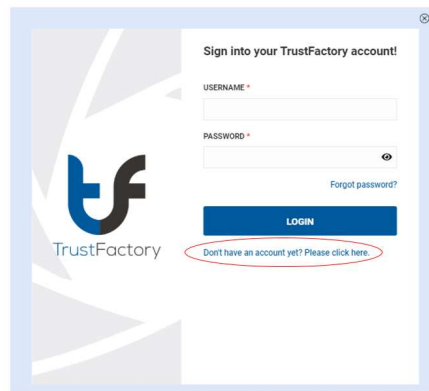 Sign into your TrustFactory account!
USERNAME *
PASSWORD *
Forgot password?
LOGIN
Don't have an account yet? Please click here.
tf
TrustFactory